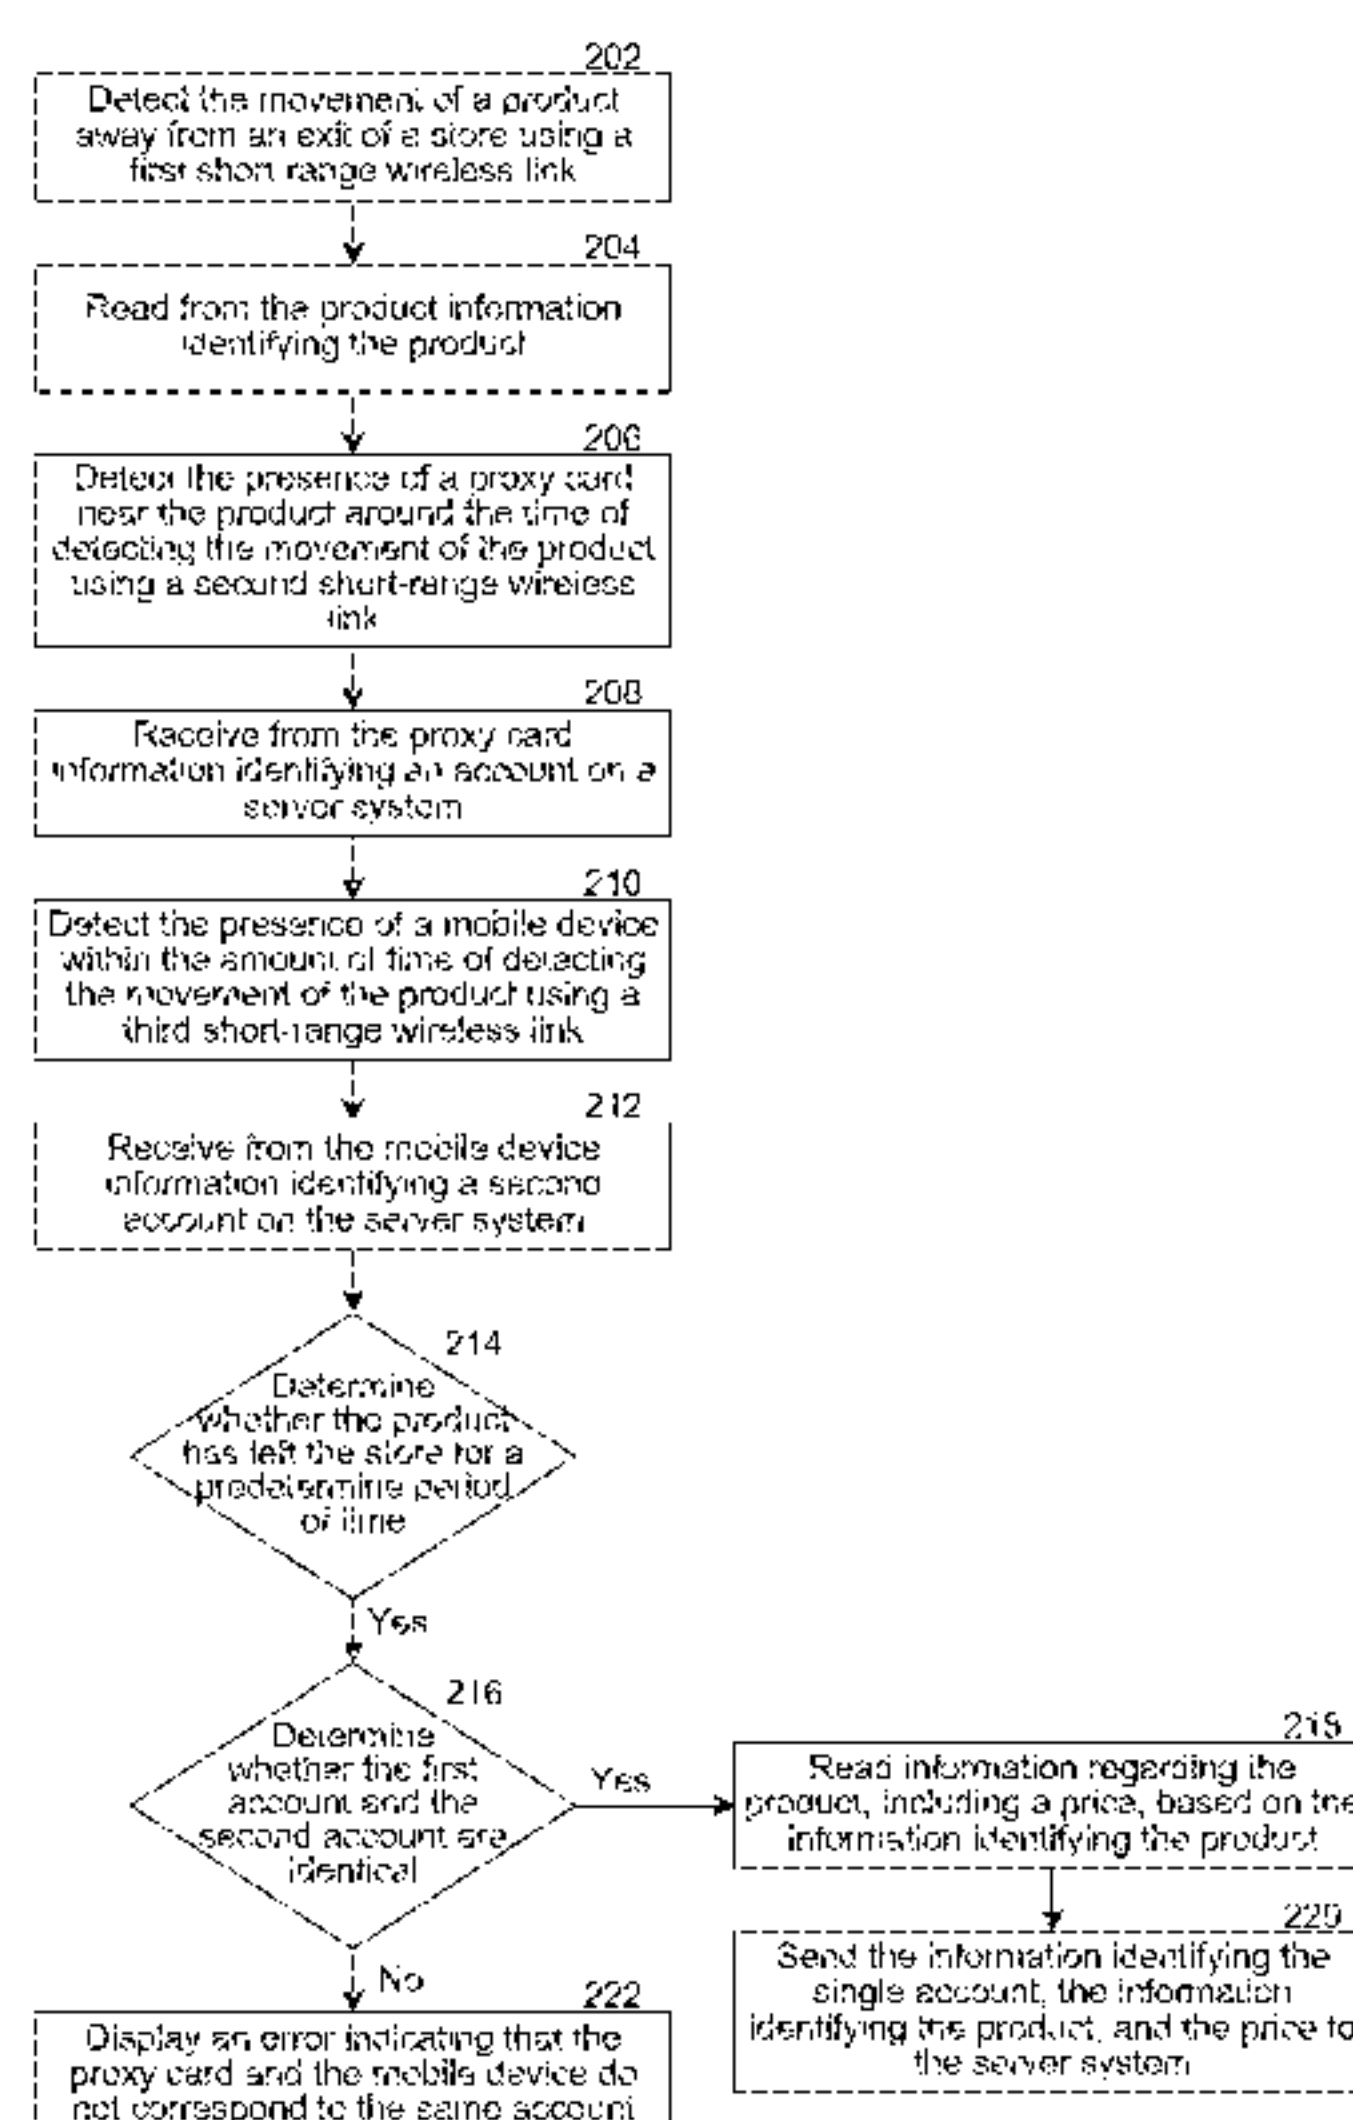 202
Detect the movement of a product
away from an exit of a store using a
first short range wireless link
204
Read from the product information
identifying the product
206
Detect the presence of a proxy card
near the product around the time of
detecting the movement of the product
using a second short-range wireless
link
208
Receive from the proxy card
information identifying an account on a
server system
210
Detect the presence of a mobile device
within the amount of time of detecting
the movement of the product using a
third short-range wireless link
212
Receive from the mobile device
information identifying a second
account on the server system
214
Determine
whether the product
has left the store for a
predetermine period
of time
Yes
216
Determine
whether the first
account and the
second account are
identical
Yes
218
Read information regarding the
product, including a price, based on the
information identifying the product
220
Send the information identifying the
single account, the information
identifying the product, and the price to
the server system
No
222
Display an error indicating that the
proxy card and the mobile device do
not correspond to the same account